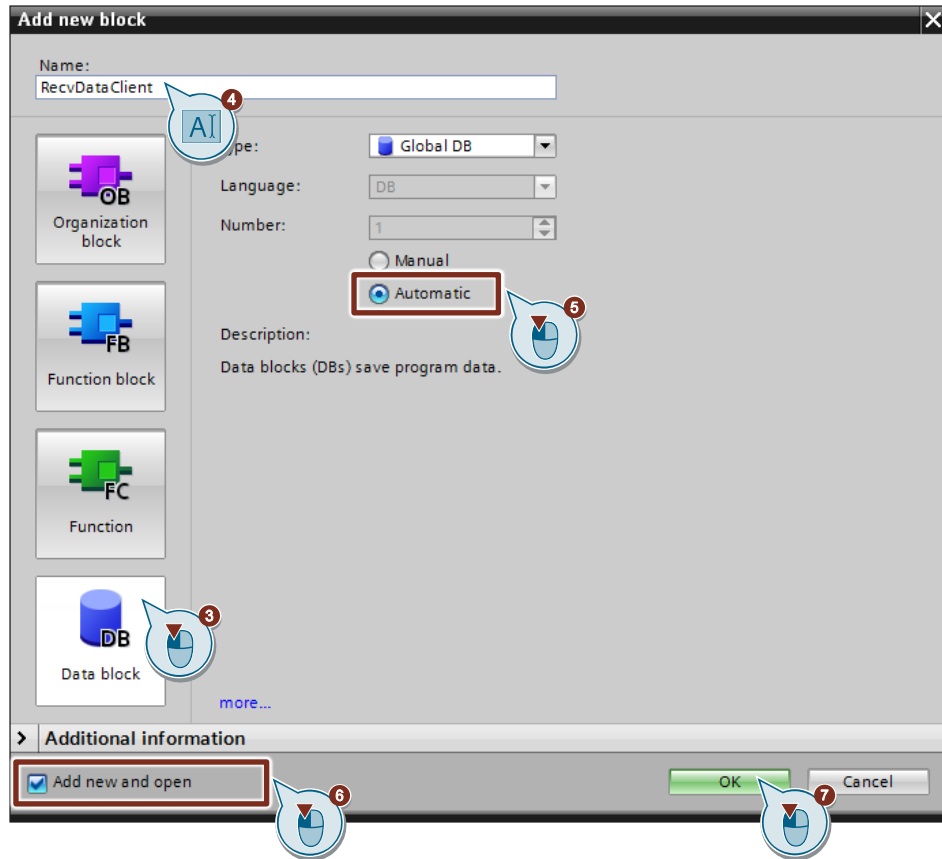 Add new block
Name:
RecvDataClient
4
A
OB
Organization
block
FB
Function block
FC
Function
DB
Data block
3
ype:
Global DB
Language:
DB
Number:
1
Manual
Automatic
5
Description:
Data blocks (DBs) save program data.
more...
> Additional information
Add new and open
6
OK
7
Cancel